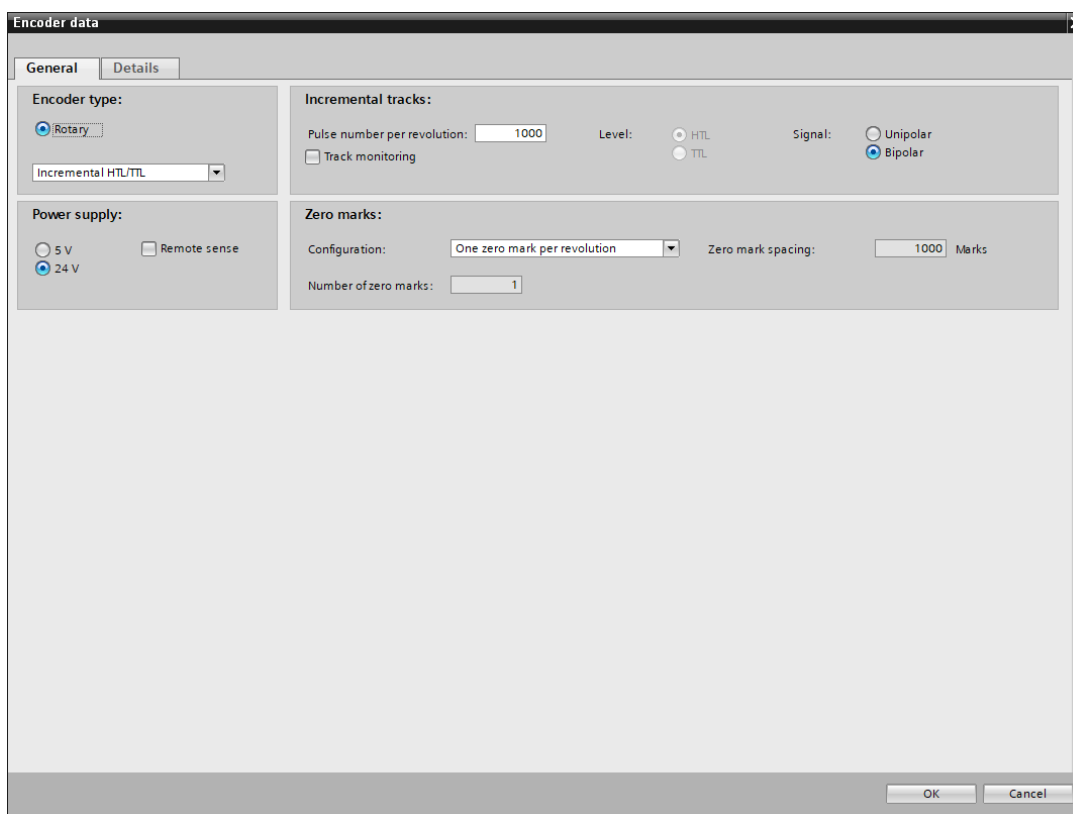 Encoder data
General Details
Encoder type:
Rotary
Incremental HTL/TTL
Incremental tracks:
Pulse number per revolution: 1000 Level: HTL Signal: Unipolar
Track monitoring TTL Bipolar
Power supply:
5 V Remote sense
24 V
Zero marks:
Configuration: One zero mark per revolution Zero mark spacing: 1000 Marks
Number of zero marks: 1
OK Cancel